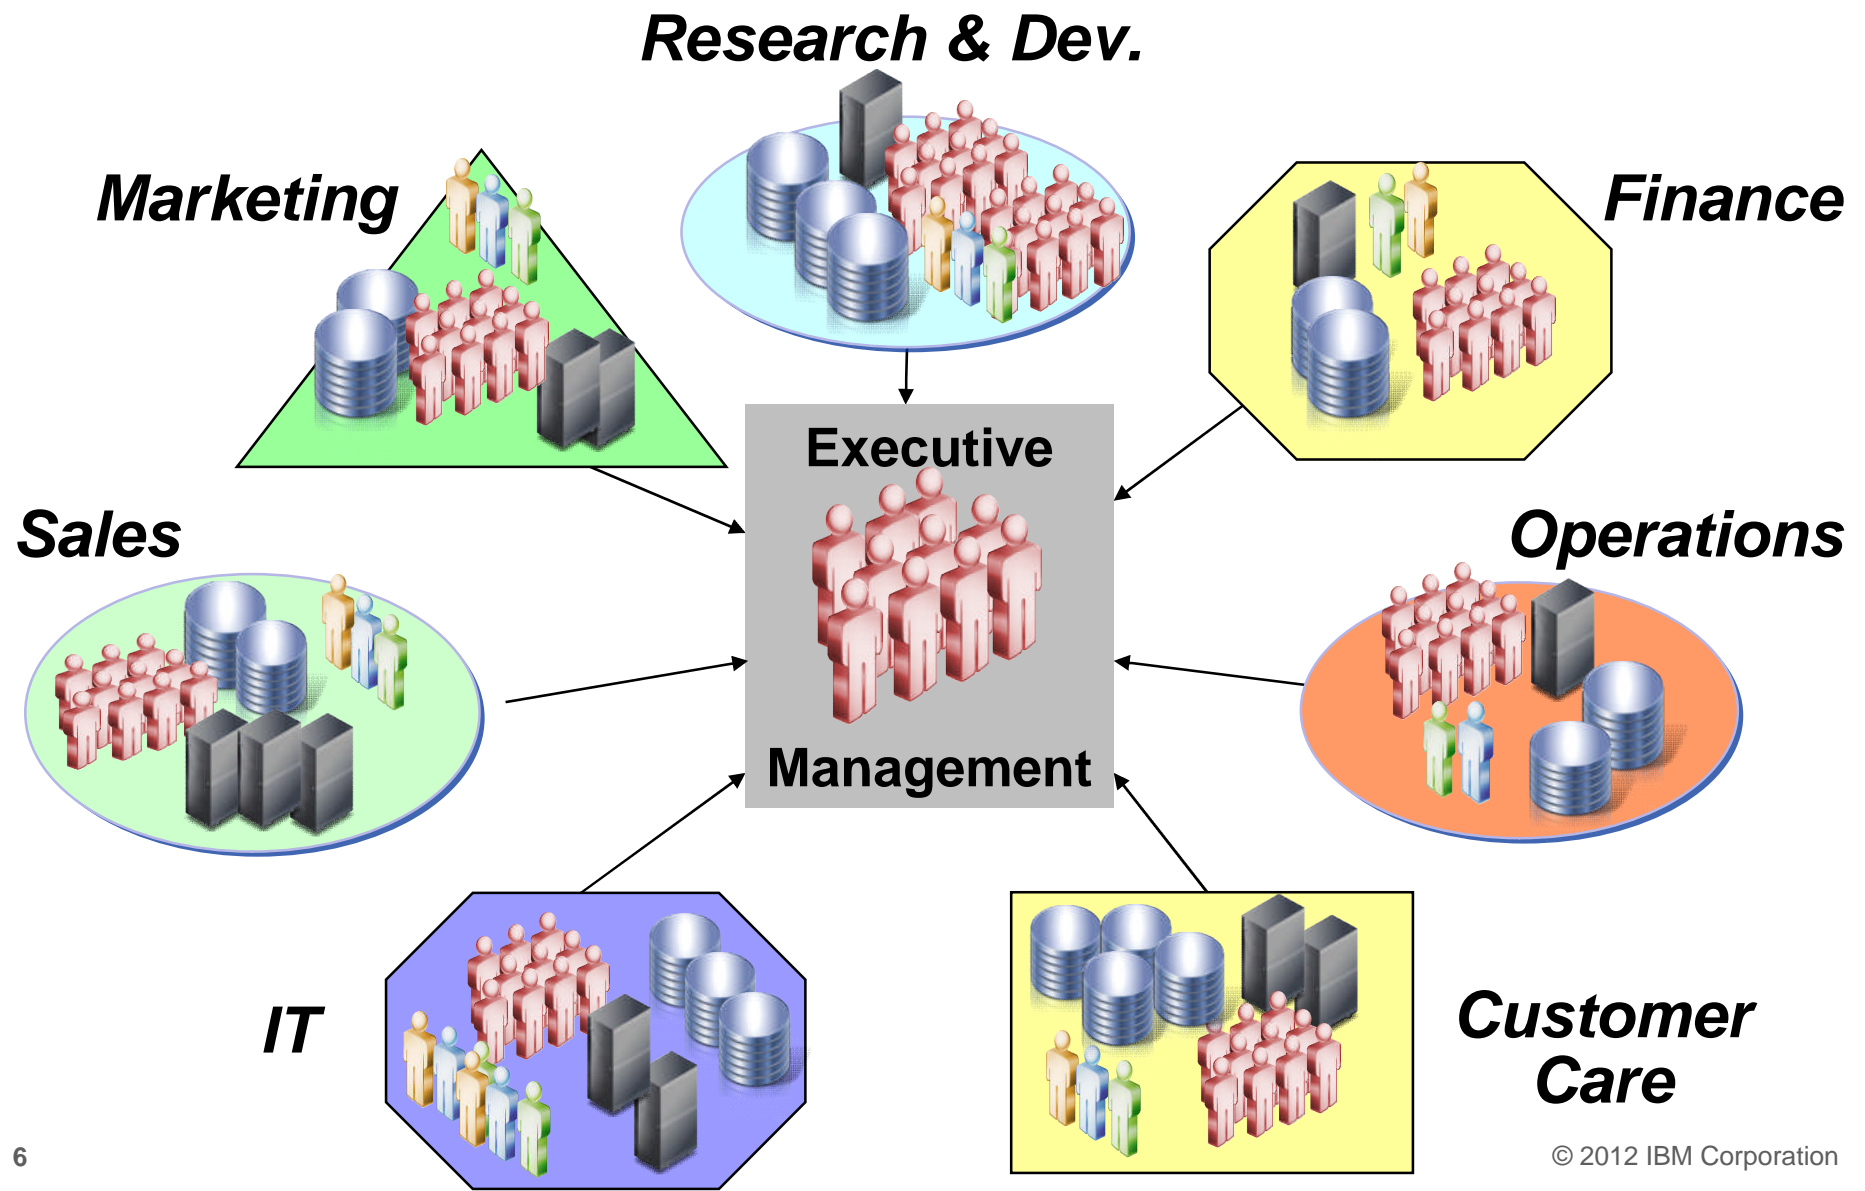 Research & Dev.
Marketing
Finance
Executive
Management
Sales
Operations
IT
Customer
Care
6
© 2012 IBM Corporation